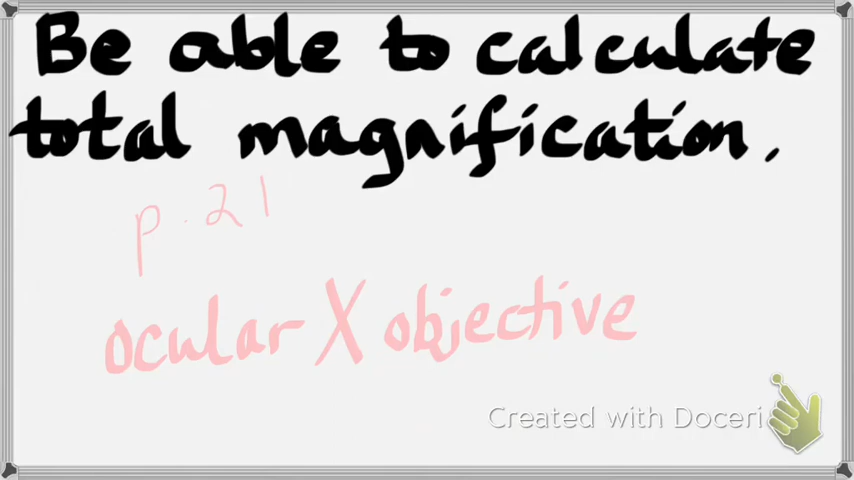 Be able to calculate
total magnification.
p. 21
ocular X objective
Created with Doceri